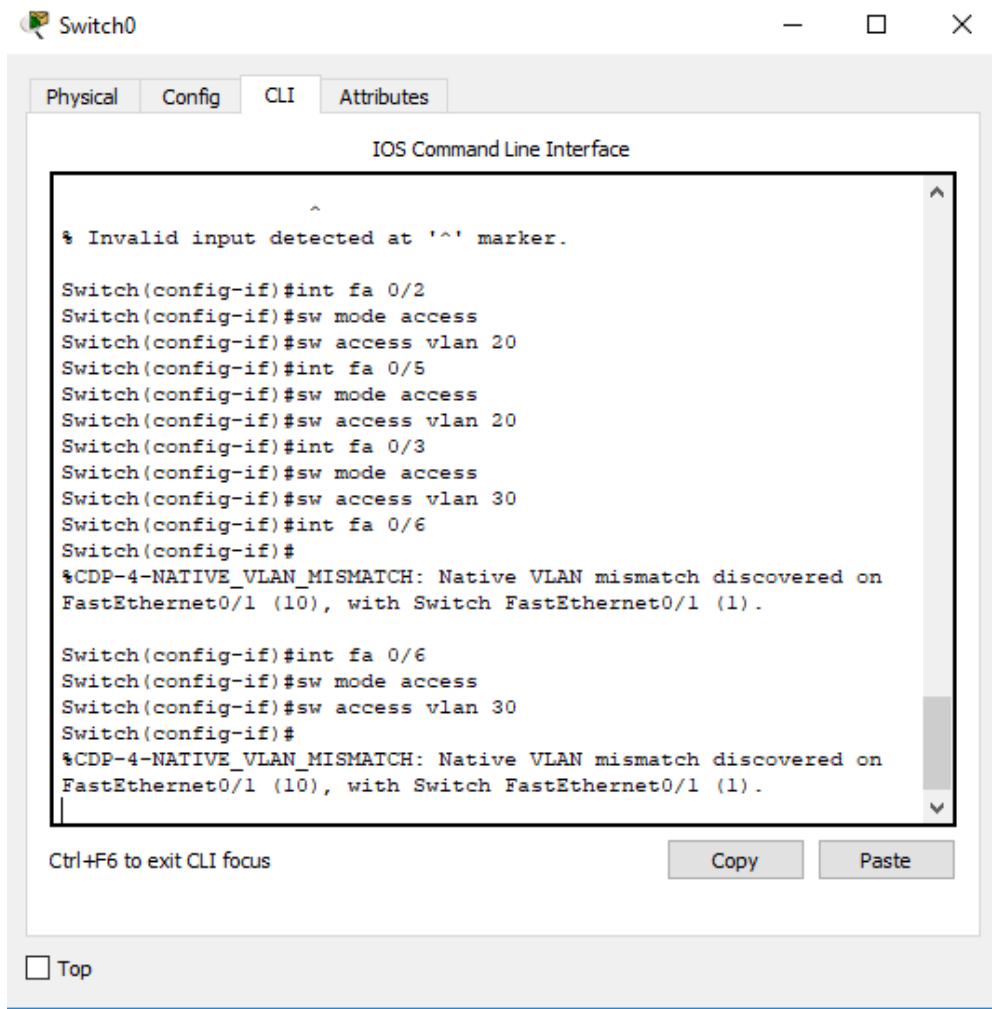 Switch0
Physical Config CLI Attributes
IOS Command Line Interface
^
% Invalid input detected at '^' marker.
Switch(config-if)#int fa 0/2
Switch(config-if)#sw mode access
Switch(config-if)#sw access vlan 20
Switch(config-if)#int fa 0/5
Switch(config-if)#sw mode access
Switch(config-if)#sw access vlan 20
Switch(config-if)#int fa 0/3
Switch(config-if)#sw mode access
Switch(config-if)#sw access vlan 30
Switch(config-if)#int fa 0/6
Switch(config-if)#
%CDP-4-NATIVE_VLAN_MISMATCH: Native VLAN mismatch discovered on
FastEthernet0/1 (10), with Switch FastEthernet0/1 (1).
Switch(config-if)#int fa 0/6
Switch(config-if)#sw mode access
Switch(config-if)#sw access vlan 30
Switch(config-if)#
%CDP-4-NATIVE_VLAN_MISMATCH: Native VLAN mismatch discovered on
FastEthernet0/1 (10), with Switch FastEthernet0/1 (1).
Ctrl+F6 to exit CLI focus
Copy Paste
Top